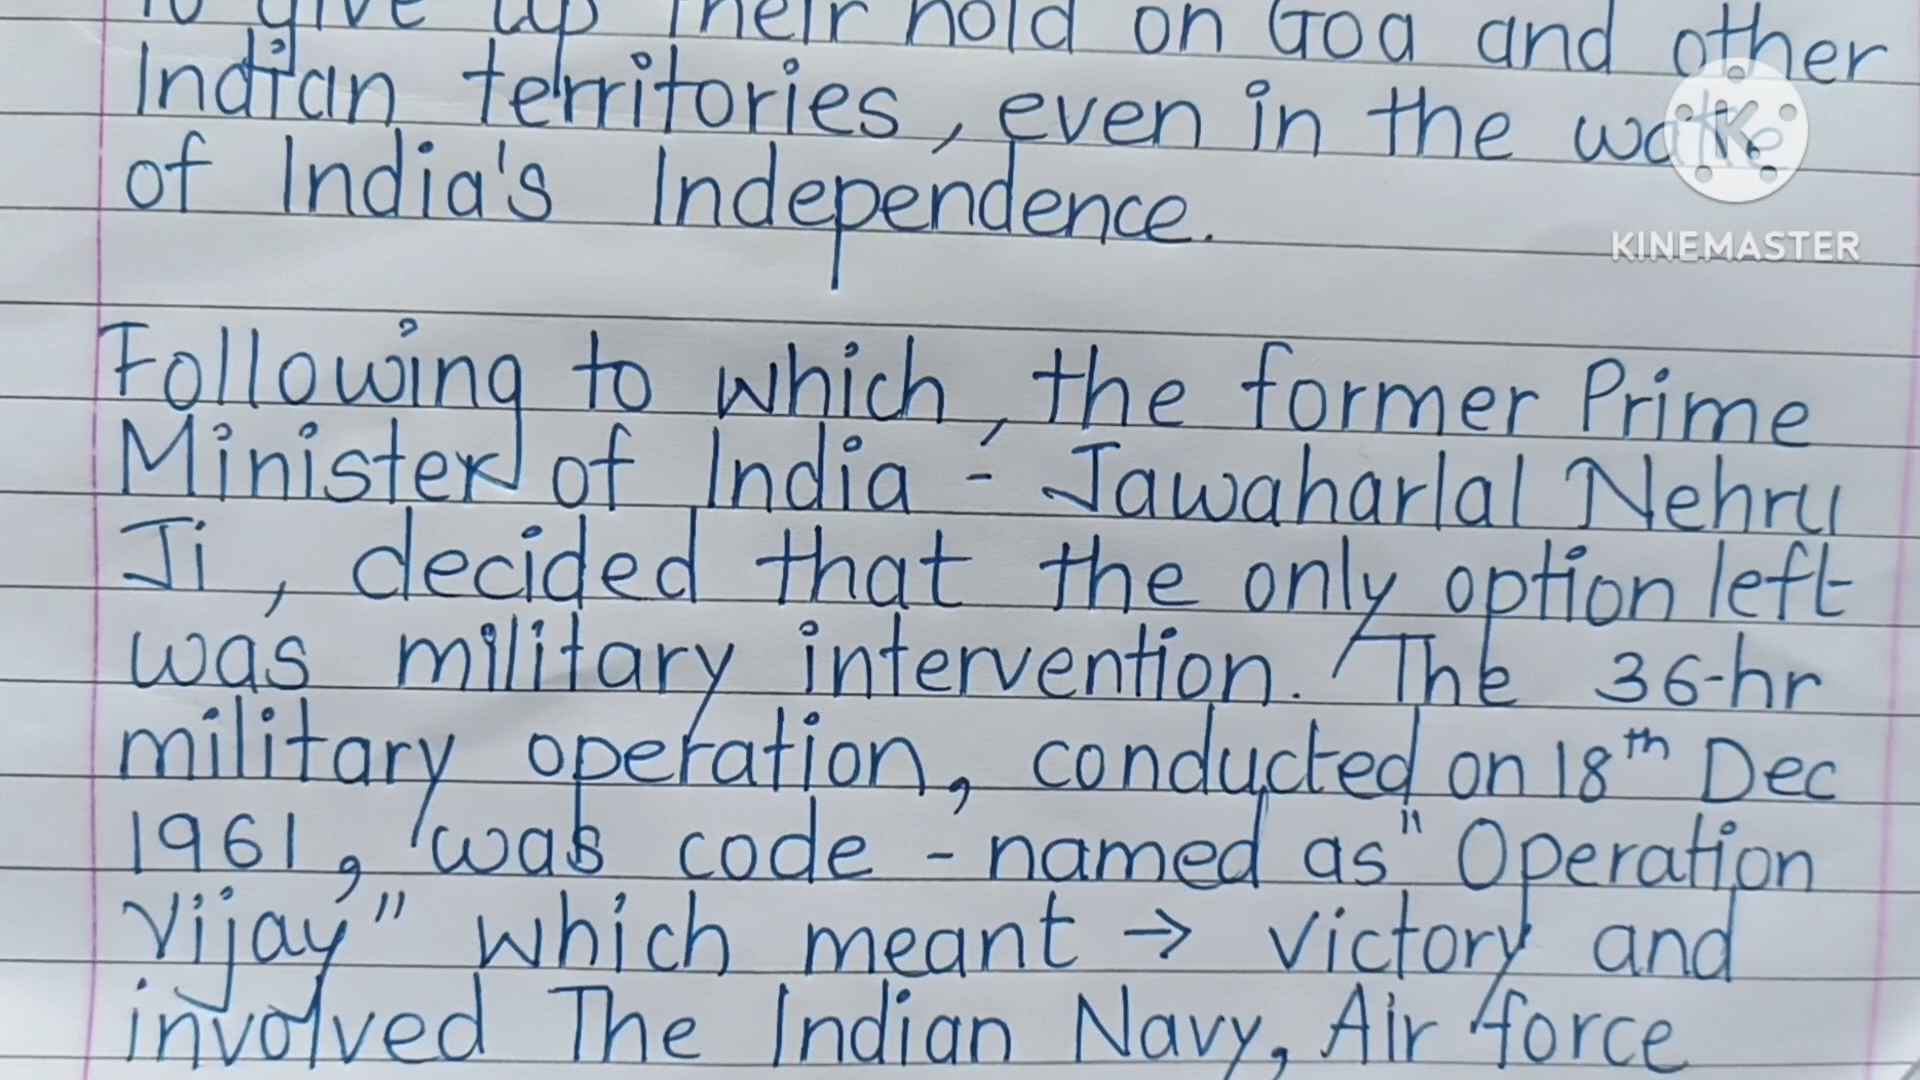 to give up their hold on Goa and other
Indian territories, even in the wake
of India's Independence.
KINEMASTER
Following to which, the former Prime
Minister of India - Jawaharlal Nehru
Ji, decided that the only option left
was military intervention. The 36-hr
military operation, conducted on 18th Dec
1961, was code - named as "Operation
Vijay" which meant → victory and
involved The Indian Navy, Air force